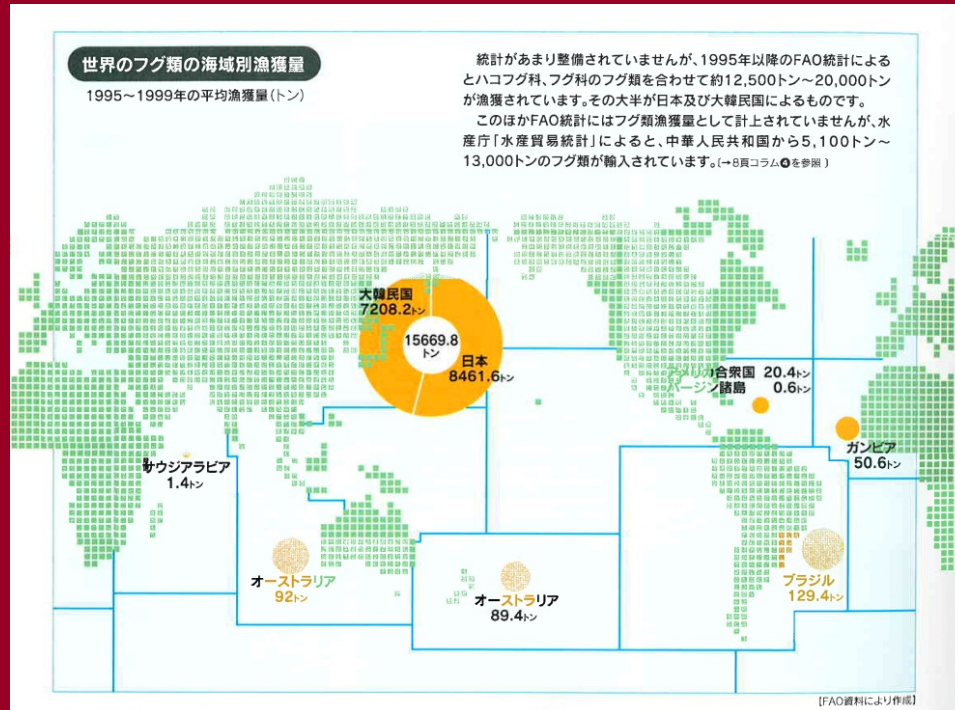 世界のフグ類の海域別漁獲量
1995～1999年の平均漁獲量(トン)
統計があまり整備されていませんが、1995年以降のFAO統計によ
るとハコフグ科、フグ科のフグ類を合わせて約12,500トン～20,000トン
が漁獲されています。その大半が日本及び大韓民国によるものです。
このほかFAO統計にはフグ類漁獲量として計上されていませんが、水
産庁「水産貿易統計」によると、中華人民共和国から5,100トン～
13,000トンのフグ類が輸入されています。(→8頁コラム❹を参照)
大韓民国
7208.2トン
15669.8
トン
日本
8461.6トン
アメリカ合衆国 20.4トン
バージン諸島 0.6トン
ガンビア
50.6トン
サウジアラビア
1.4トン
オーストラリア
92トン
オーストラリア
89.4トン
ブラジル
129.4トン
【FAO資料により作成】